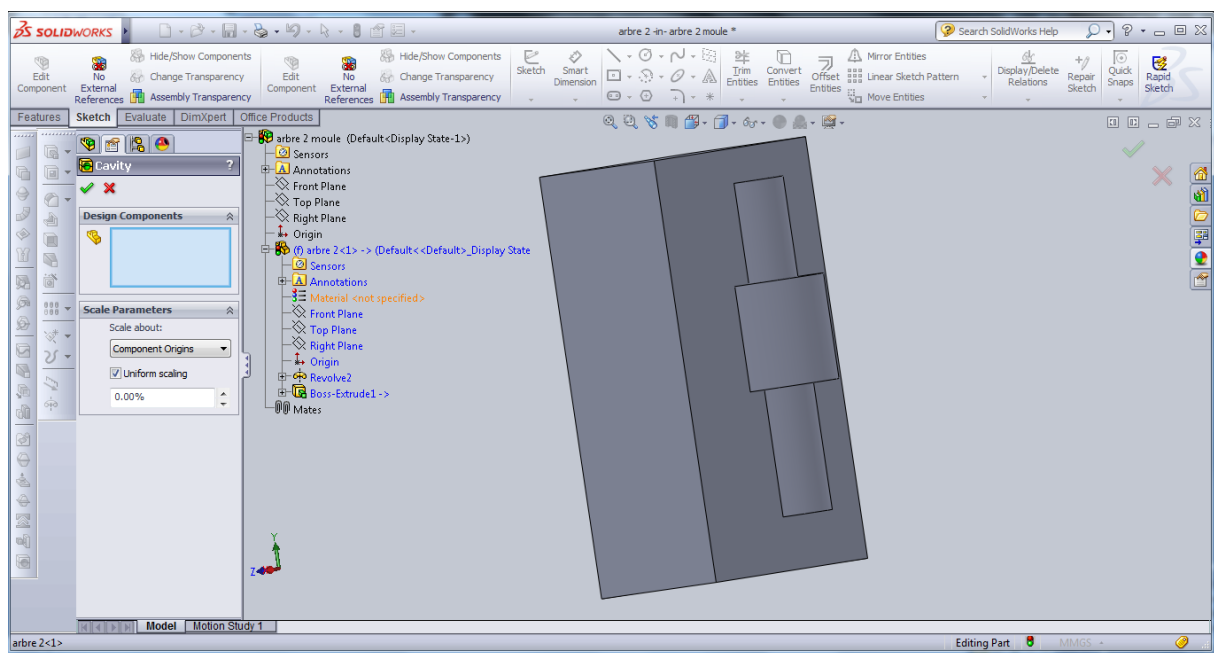 SOLIDWORKS
arbre 2 -in- arbre 2 moule *
Search SolidWorks Help
Edit Component
No External References
Hide/Show Components
Change Transparency
Assembly Transparency
Edit Component
No External References
Hide/Show Components
Change Transparency
Assembly Transparency
Sketch
Smart Dimension
Trim Entities
Convert Entities
Offset Entities
Mirror Entities
Linear Sketch Pattern
Move Entities
Display/Delete Relations
Repair Sketch
Quick Snaps
Rapid Sketch
Features
Sketch
Evaluate
DimXpert
Office Products
Cavity
?
Design Components
Scale Parameters
Scale about:
Component Origins
Uniform scaling
0.00%
arbre 2 moule (Default<Display State-1>)
Sensors
Annotations
Front Plane
Top Plane
Right Plane
Origin
(f) arbre 2<1> -> (Default<<Default>_Display State
Sensors
Annotations
Material <not specified>
Front Plane
Top Plane
Right Plane
Origin
Revolve2
Boss-Extrude1 ->
Mates
Y
Z
Model
Motion Study 1
arbre 2<1>
Editing Part
MMGS